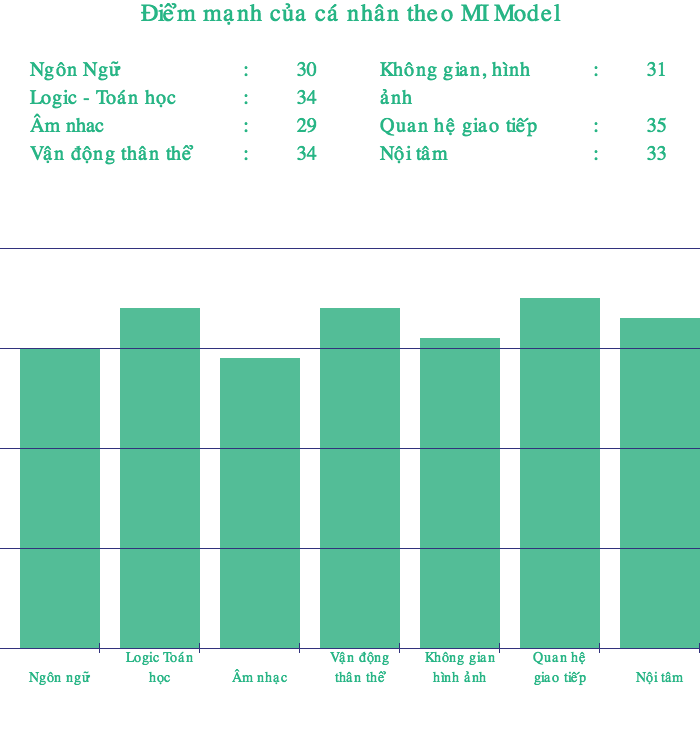 Điểm mạnh của cá nhân theo MI Model
Ngôn Ngữ : 30
Logic - Toán học : 34
Âm nhac : 29
Vận động thân thể : 34
Không gian, hình : 31
ảnh
Quan hệ giao tiếp : 35
Nội tâm : 33
Ngôn ngữ
Logic Toán
học
Âm nhạc
Vận động
thân thể
Không gian
hình ảnh
Quan hệ
giao tiếp
Nội tâm